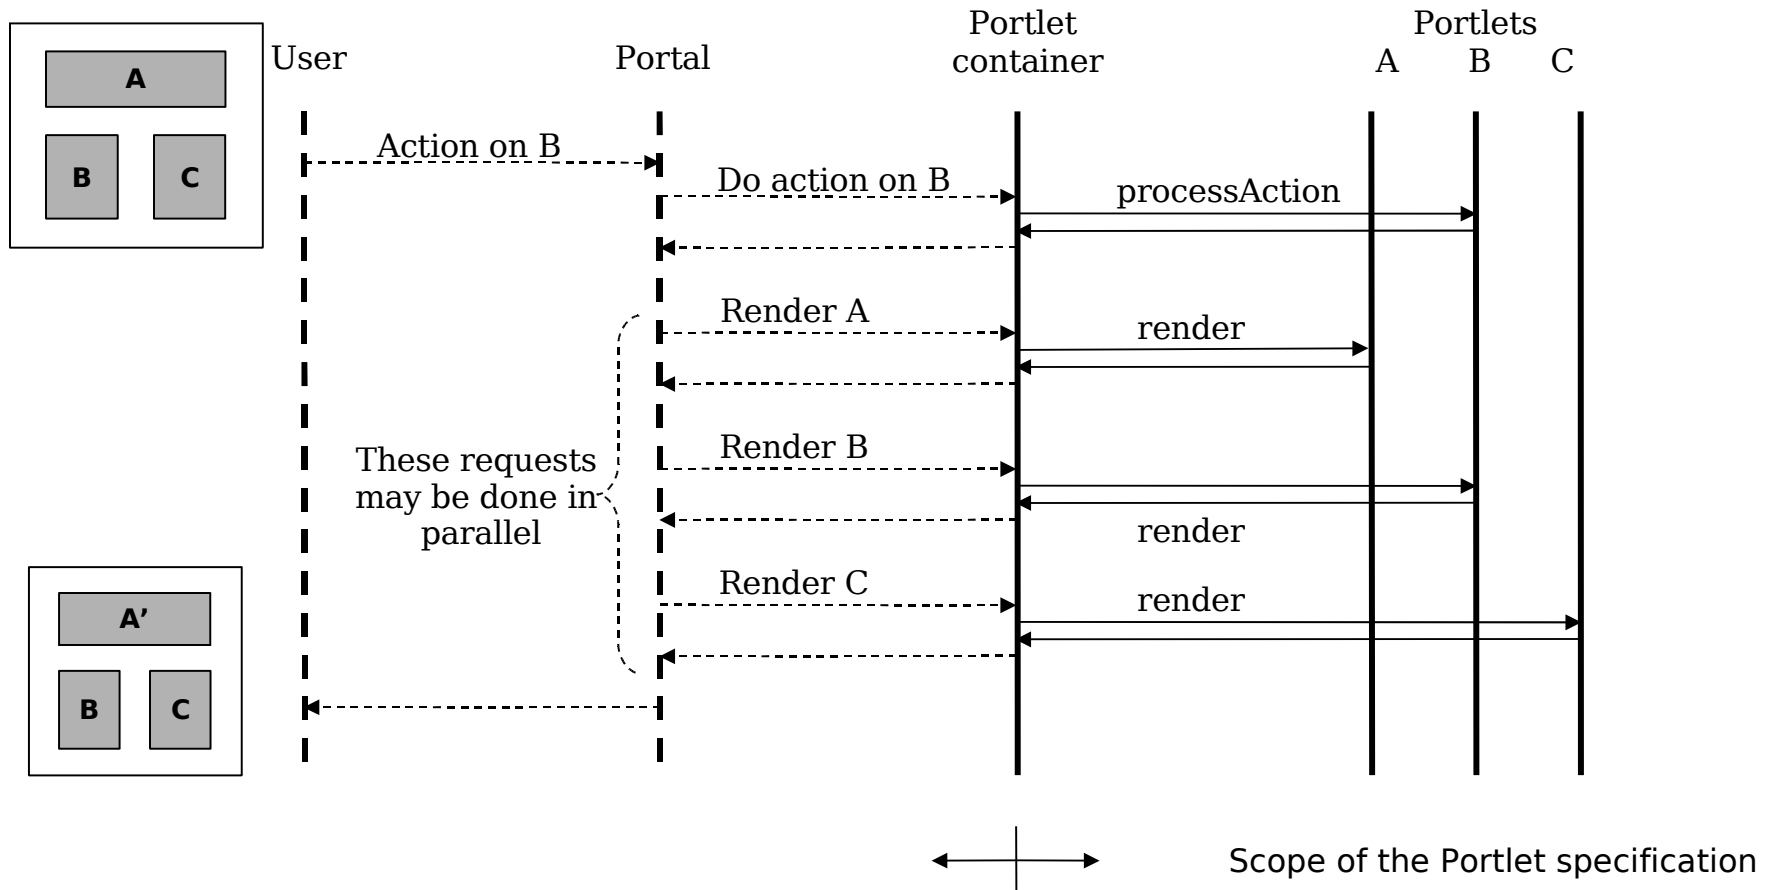 Portlet
Portlets
User
Portal
container
A
B
C
A
B
C
Action on B
Do action on B
processAction
Render A
render
Render B
These requests
may be done in
parallel
render
Render C
render
A’
B
C
Scope of the Portlet specification